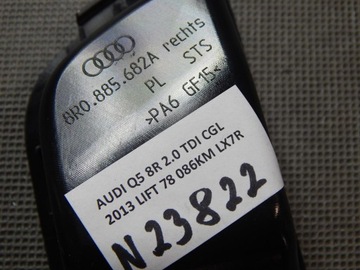 8R0.885.682A rechts
PL STS
>PA6 GF15<
AUDI Q5 8R 2.0 TDI CGL
2013 LIFT 78 086KM LX7R
N23822